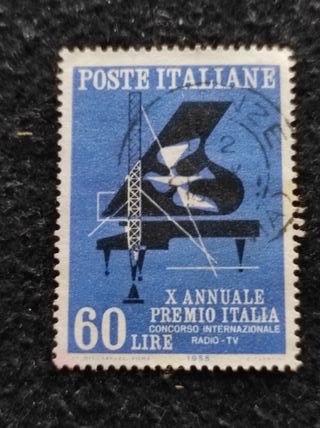 POSTE ITALIANE
X ANNUALE
PREMIO ITALIA
CONCORSO INTERNAZIONALE
RADIO-TV
60 LIRE
1958